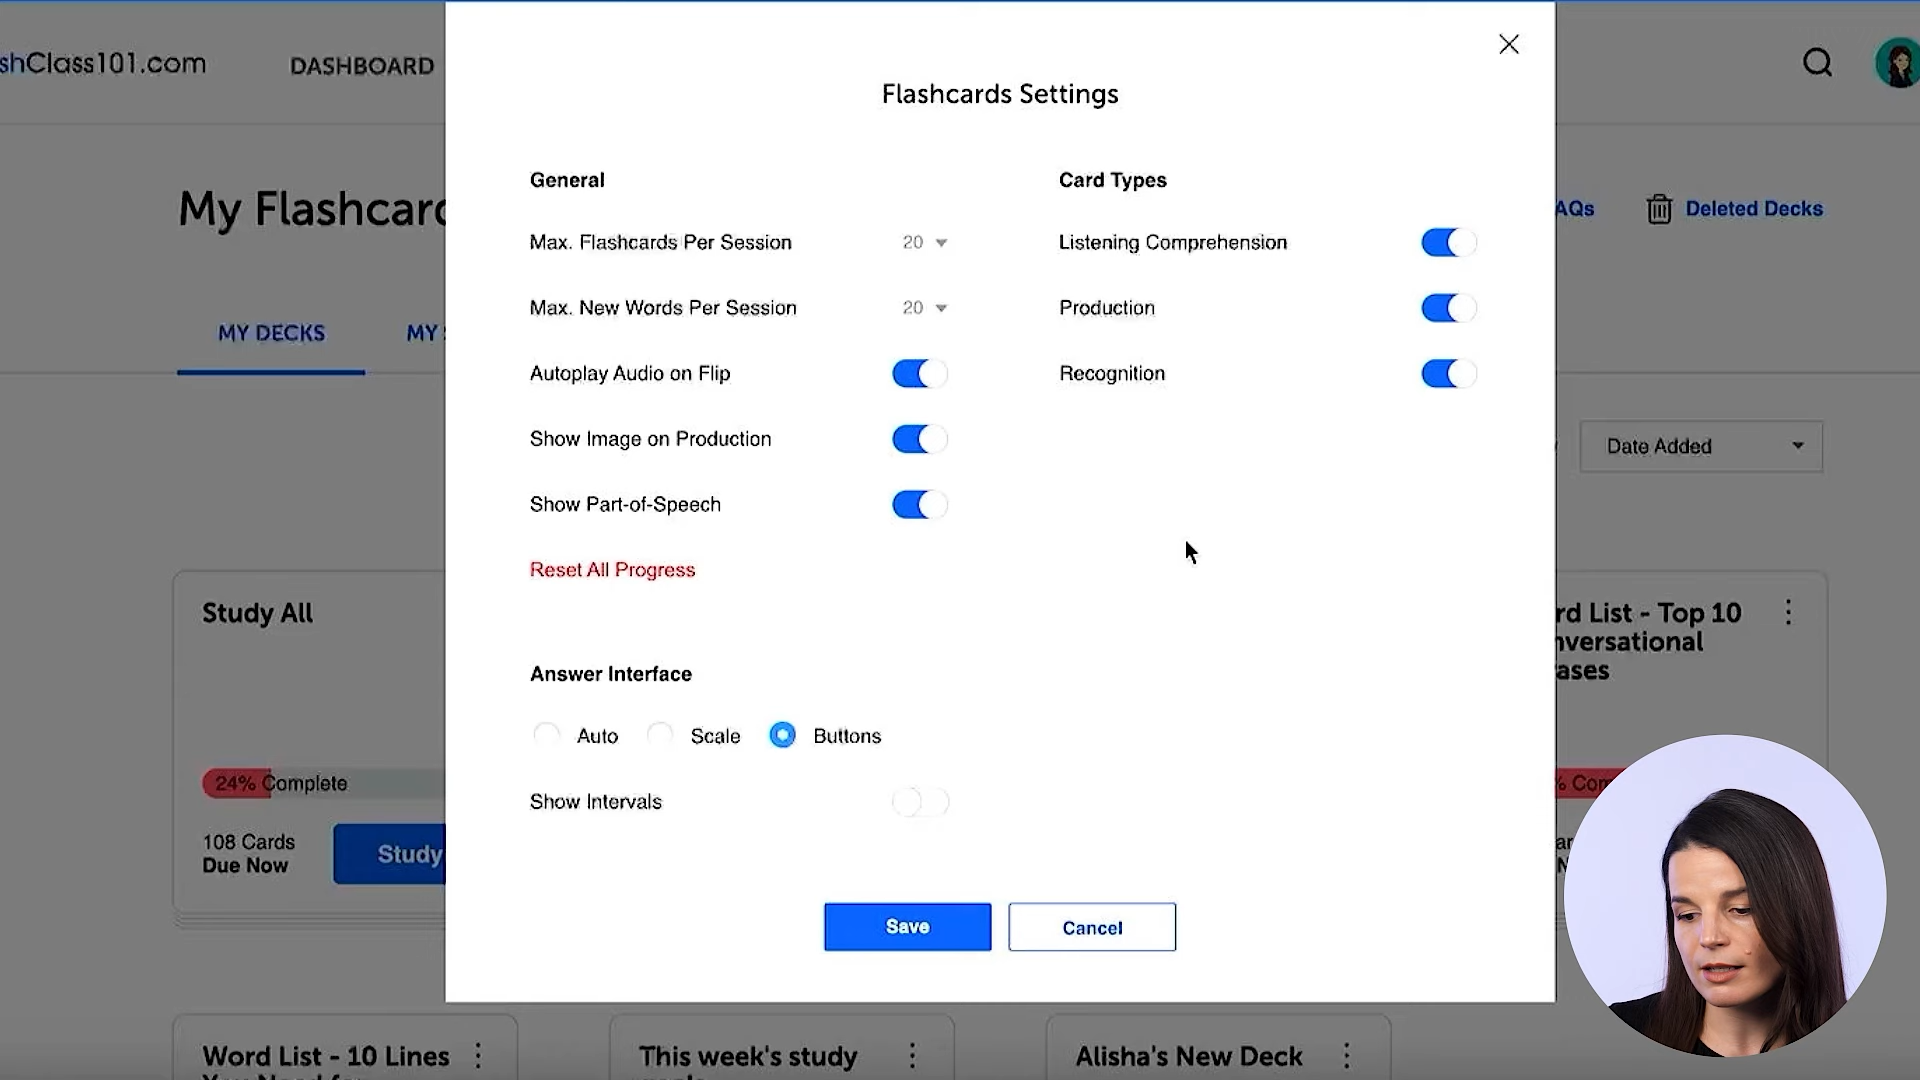 shClass101.com
DASHBOARD
Flashcards Settings
My Flashcard
AQs
Deleted Decks
General
Card Types
Max. Flashcards Per Session
20
Listening Comprehension
Max. New Words Per Session
20
Production
MY DECKS
MY
Autoplay Audio on Flip
Recognition
Show Image on Production
Date Added
Show Part-of-Speech
Reset All Progress
Study All
rd List - Top 10
nversational
ases
Answer Interface
Auto
Scale
Buttons
24% Complete
% Com
Show Intervals
108 Cards
Due Now
Study
Save
Cancel
Word List - 10 Lines
This week's study
Alisha's New Deck